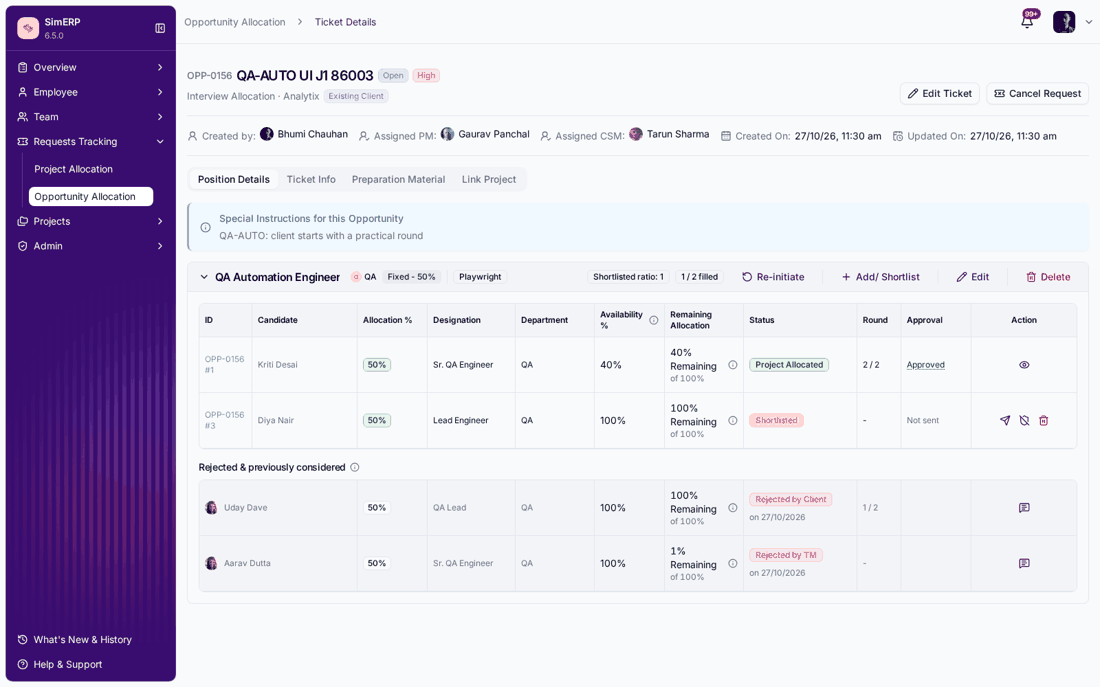 SimERP
6.5.0
Overview
Employee
Team
Requests Tracking
Project Allocation
Opportunity Allocation
Projects
Admin
What's New & History
Help & Support
Opportunity Allocation > Ticket Details
99+
OPP-0156 QA-AUTO UI J1 86003 Open High
Interview Allocation · Analytix Existing Client
Edit Ticket Cancel Request
Created by: Bhumi Chauhan Assigned PM: Gaurav Panchal Assigned CSM: Tarun Sharma Created On: 27/10/26, 11:30 am Updated On: 27/10/26, 11:30 am
Position Details Ticket Info Preparation Material Link Project
Special Instructions for this Opportunity
QA-AUTO: client starts with a practical round
QA Automation Engineer QA Fixed - 50% Playwright Shortlisted ratio: 1 1 / 2 filled Re-initiate Add/ Shortlist Edit Delete
ID Candidate Allocation % Designation Department Availability % Remaining Allocation Status Round Approval Action
OPP-0156 #1 Kriti Desai 50% Sr. QA Engineer QA 40% 40% Remaining of 100% Project Allocated 2 / 2 Approved
OPP-0156 #3 Diya Nair 50% Lead Engineer QA 100% 100% Remaining of 100% Shortlisted - Not sent
Rejected & previously considered
Uday Dave 50% QA Lead QA 100% 100% Remaining of 100% Rejected by Client on 27/10/2026 1 / 2
Aarav Dutta 50% Sr. QA Engineer QA 100% 1% Remaining of 100% Rejected by TM on 27/10/2026 -